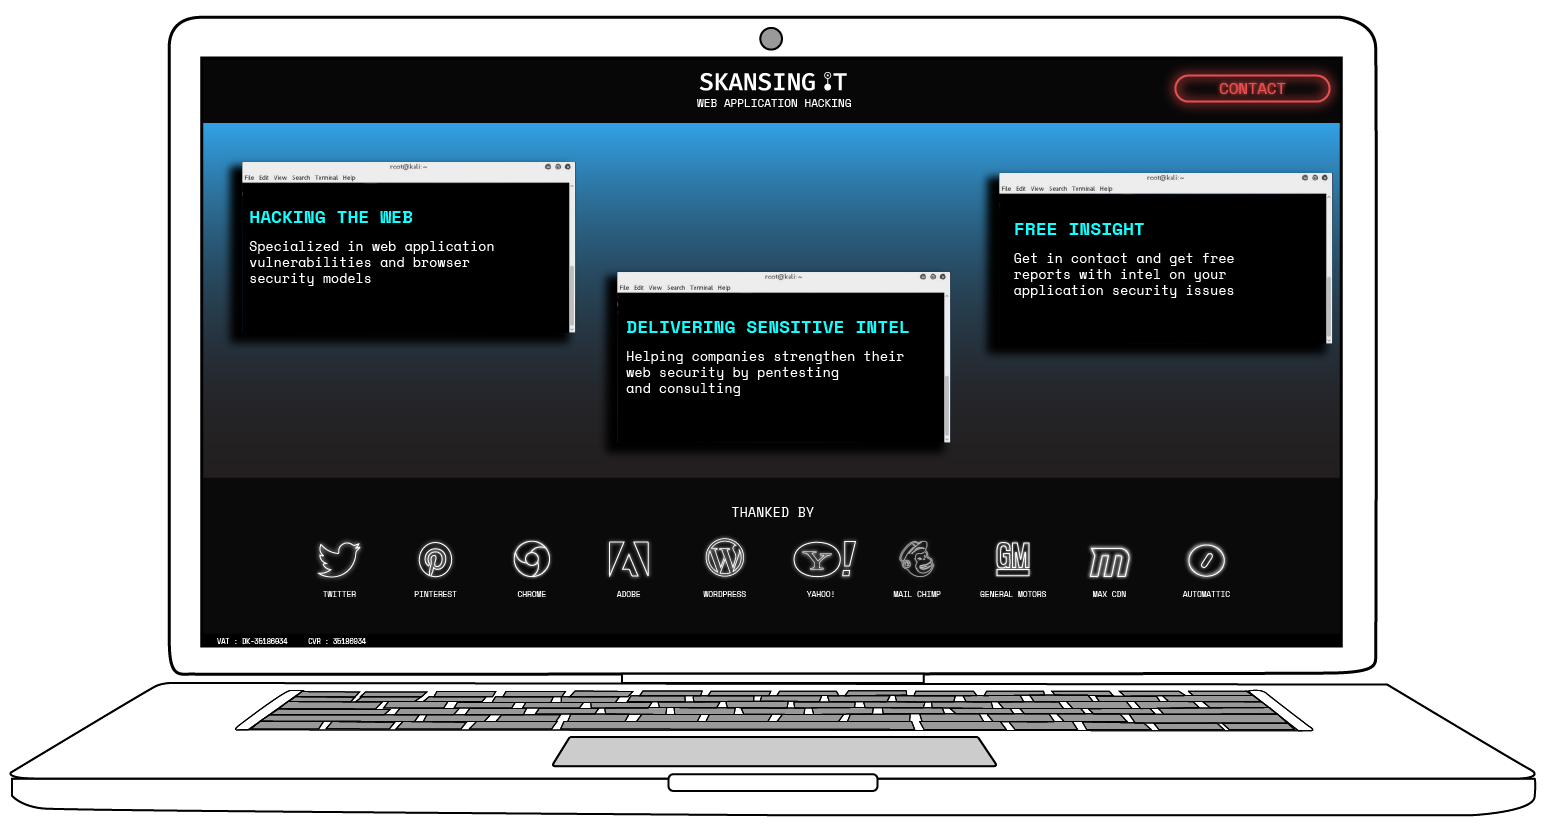 SKANSING iT
WEB APPLICATION HACKING
CONTACT
root@kali: ~
File Edit View Search Terminal Help
HACKING THE WEB
Specialized in web application
vulnerabilities and browser
security models
root@kali: ~
File Edit View Search Terminal Help
DELIVERING SENSITIVE INTEL
Helping companies strengthen their
web security by pentesting
and consulting
root@kali: ~
File Edit View Search Terminal Help
FREE INSIGHT
Get in contact and get free
reports with intel on your
application security issues
THANKED BY
TWITTER PINTEREST CHROME ADOBE WORDPRESS YAHOO! MAIL CHIMP GENERAL MOTORS MAX CDN AUTOMATTIC
VAT : DK-35186934 CVR : 35186934